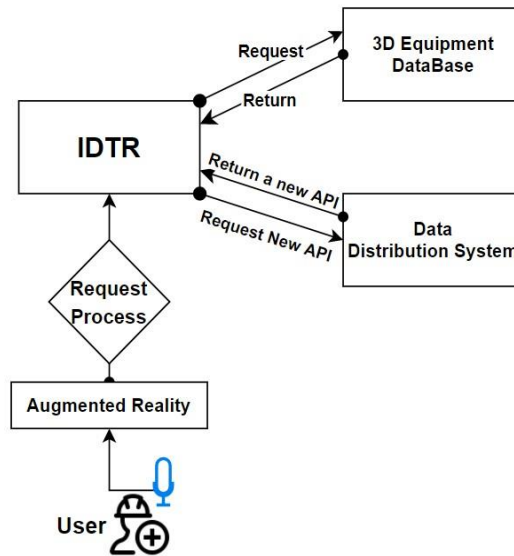 Request
3D Equipment
DataBase
Return
IDTR
Return a new API
Request New API
Data
Distribution System
Request
Process
Augmented Reality
User